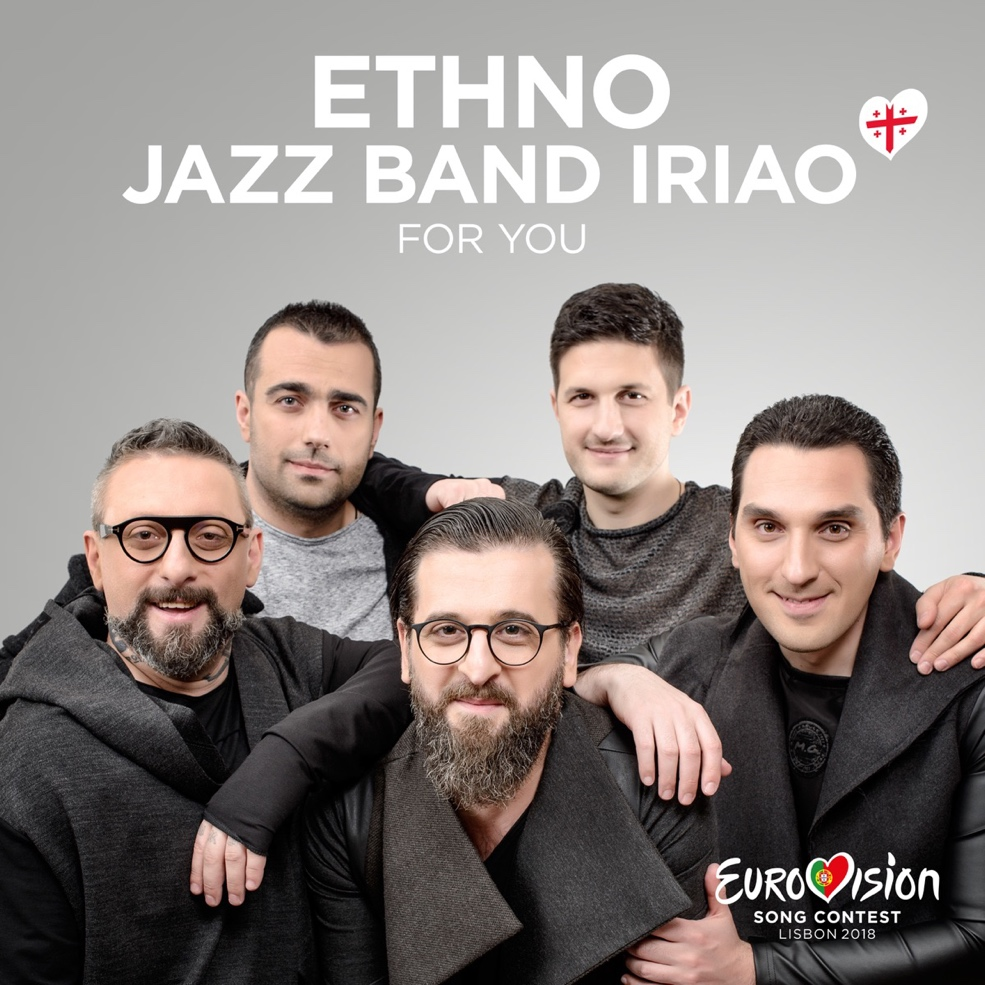 ETHNO
JAZZ BAND IRIAO
FOR YOU
M.G.
EUROVISION
SONG CONTEST
LISBON 2018